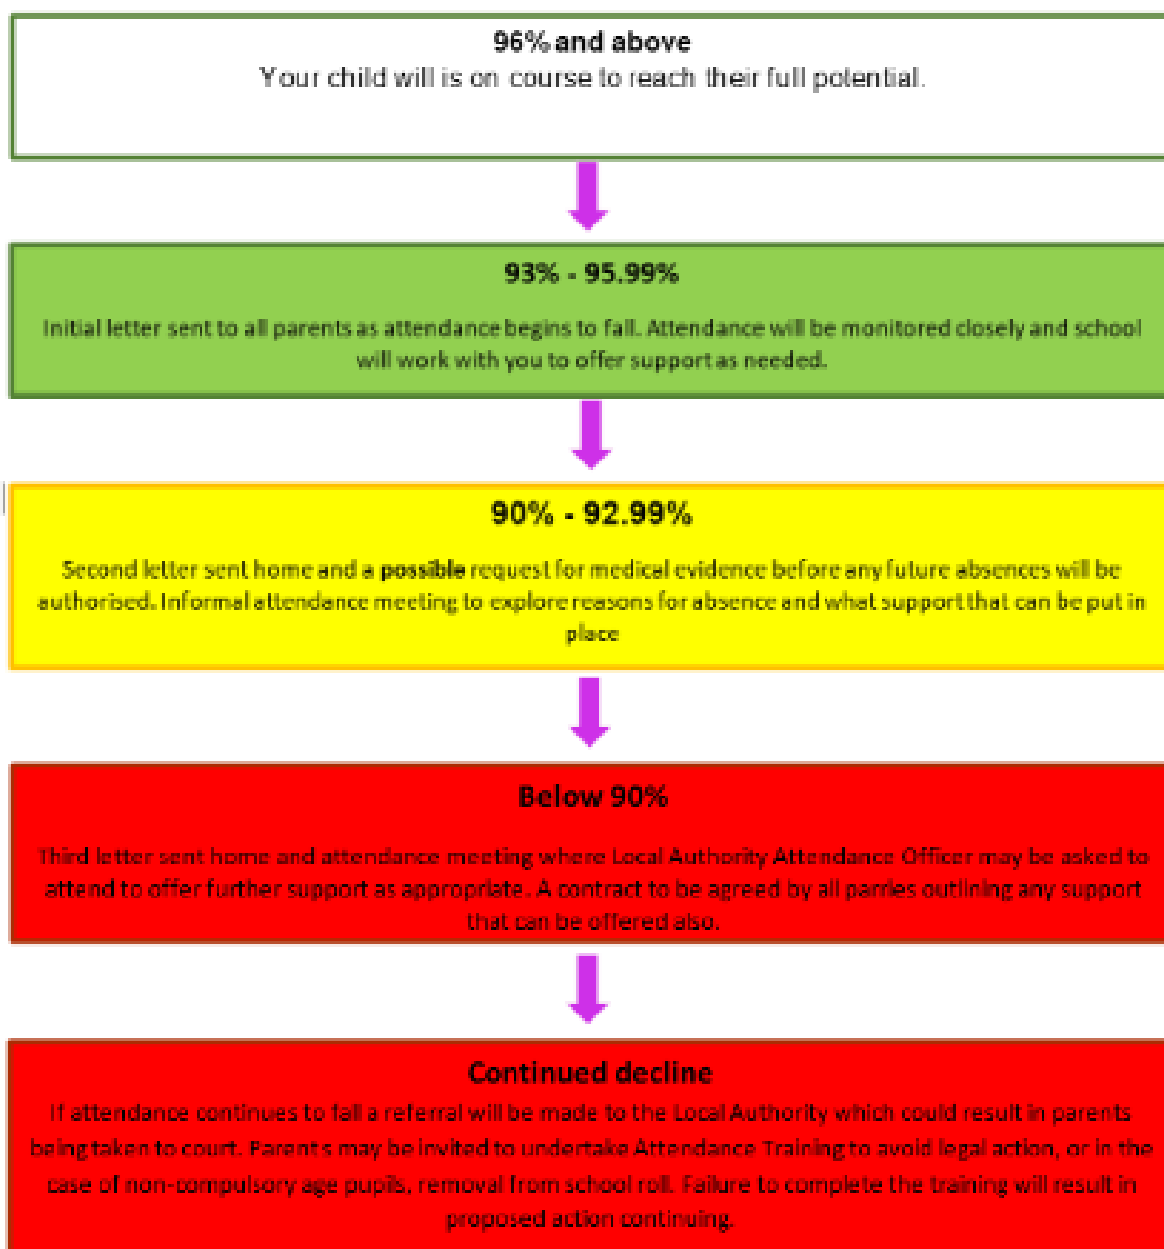 96% and above
Your child will is on course to reach their full potential.
93% - 95.99%
Initial letter sent to all parents as attendance begins to fall. Attendance will be monitored closely and school
will work with you to offer support as needed.
90% - 92.99%
Second letter sent home and a possible request for medical evidence before any future absences will be
authorised. Informal attendance meeting to explore reasons for absence and what support that can be put in
place
Below 90%
Third letter sent home and attendance meeting where Local Authority Attendance Officer may be asked to
attend to offer further support as appropriate. A contract to be agreed by all parries outlining any support
that can be offered also.
Continued decline
If attendance continues to fall a referral will be made to the Local Authority which could result in parents
being taken to court. Parents may be invited to undertake Attendance Training to avoid legal action, or in the
case of non-compulsory age pupils, removal from school roll. Failure to complete the training will result in
proposed action continuing.